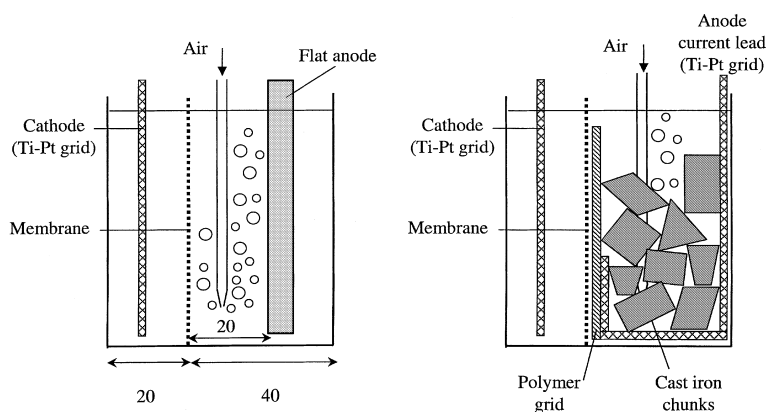 Air
Flat anode
Cathode
(Ti-Pt grid)
Membrane
20
20
40
Anode
current lead
(Ti-Pt grid)
Air
Cathode
(Ti-Pt grid)
Membrane
Polymer
grid
Cast iron
chunks